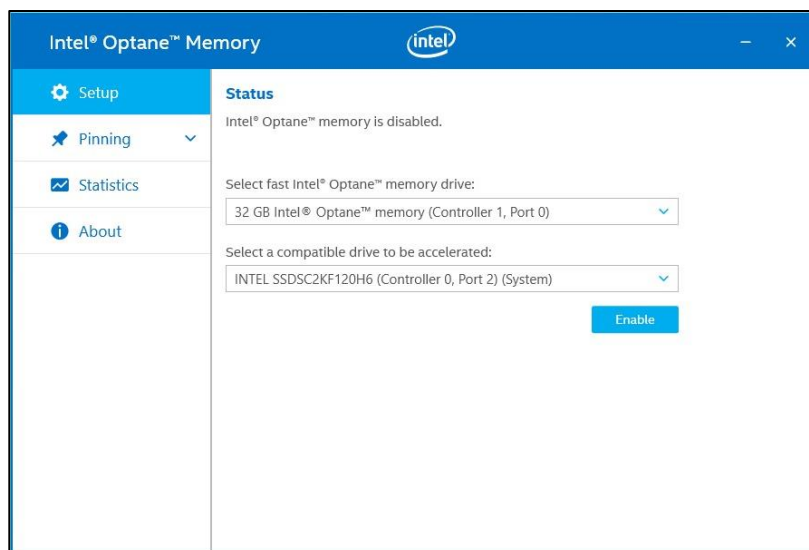 Intel® Optane™ Memory
intel
Setup
Pinning
Statistics
About
Status
Intel® Optane™ memory is disabled.
Select fast Intel® Optane™ memory drive:
32 GB Intel® Optane™ memory (Controller 1, Port 0)
Select a compatible drive to be accelerated:
INTEL SSDSC2KF120H6 (Controller 0, Port 2) (System)
Enable